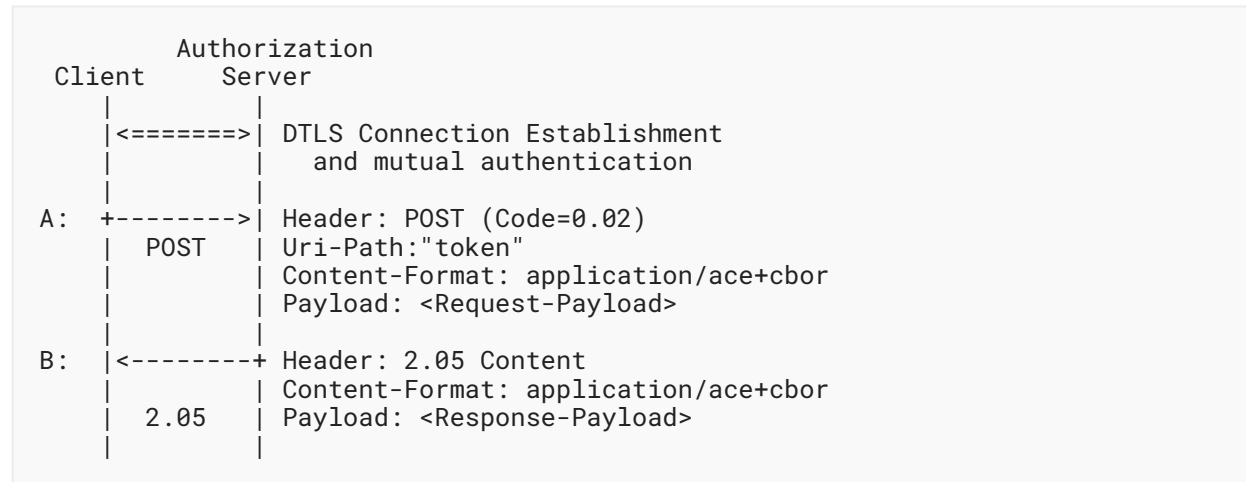 Authorization
 Client     Server
    |         |
    |<=======>| DTLS Connection Establishment
    |         |   and mutual authentication
    |         |
A:  +-------->| Header: POST (Code=0.02)
    |  POST   | Uri-Path:"token"
    |         | Content-Format: application/ace+cbor
    |         | Payload: <Request-Payload>
    |         |
B:  |<--------+ Header: 2.05 Content
    |         | Content-Format: application/ace+cbor
    |  2.05   | Payload: <Response-Payload>
    |         |